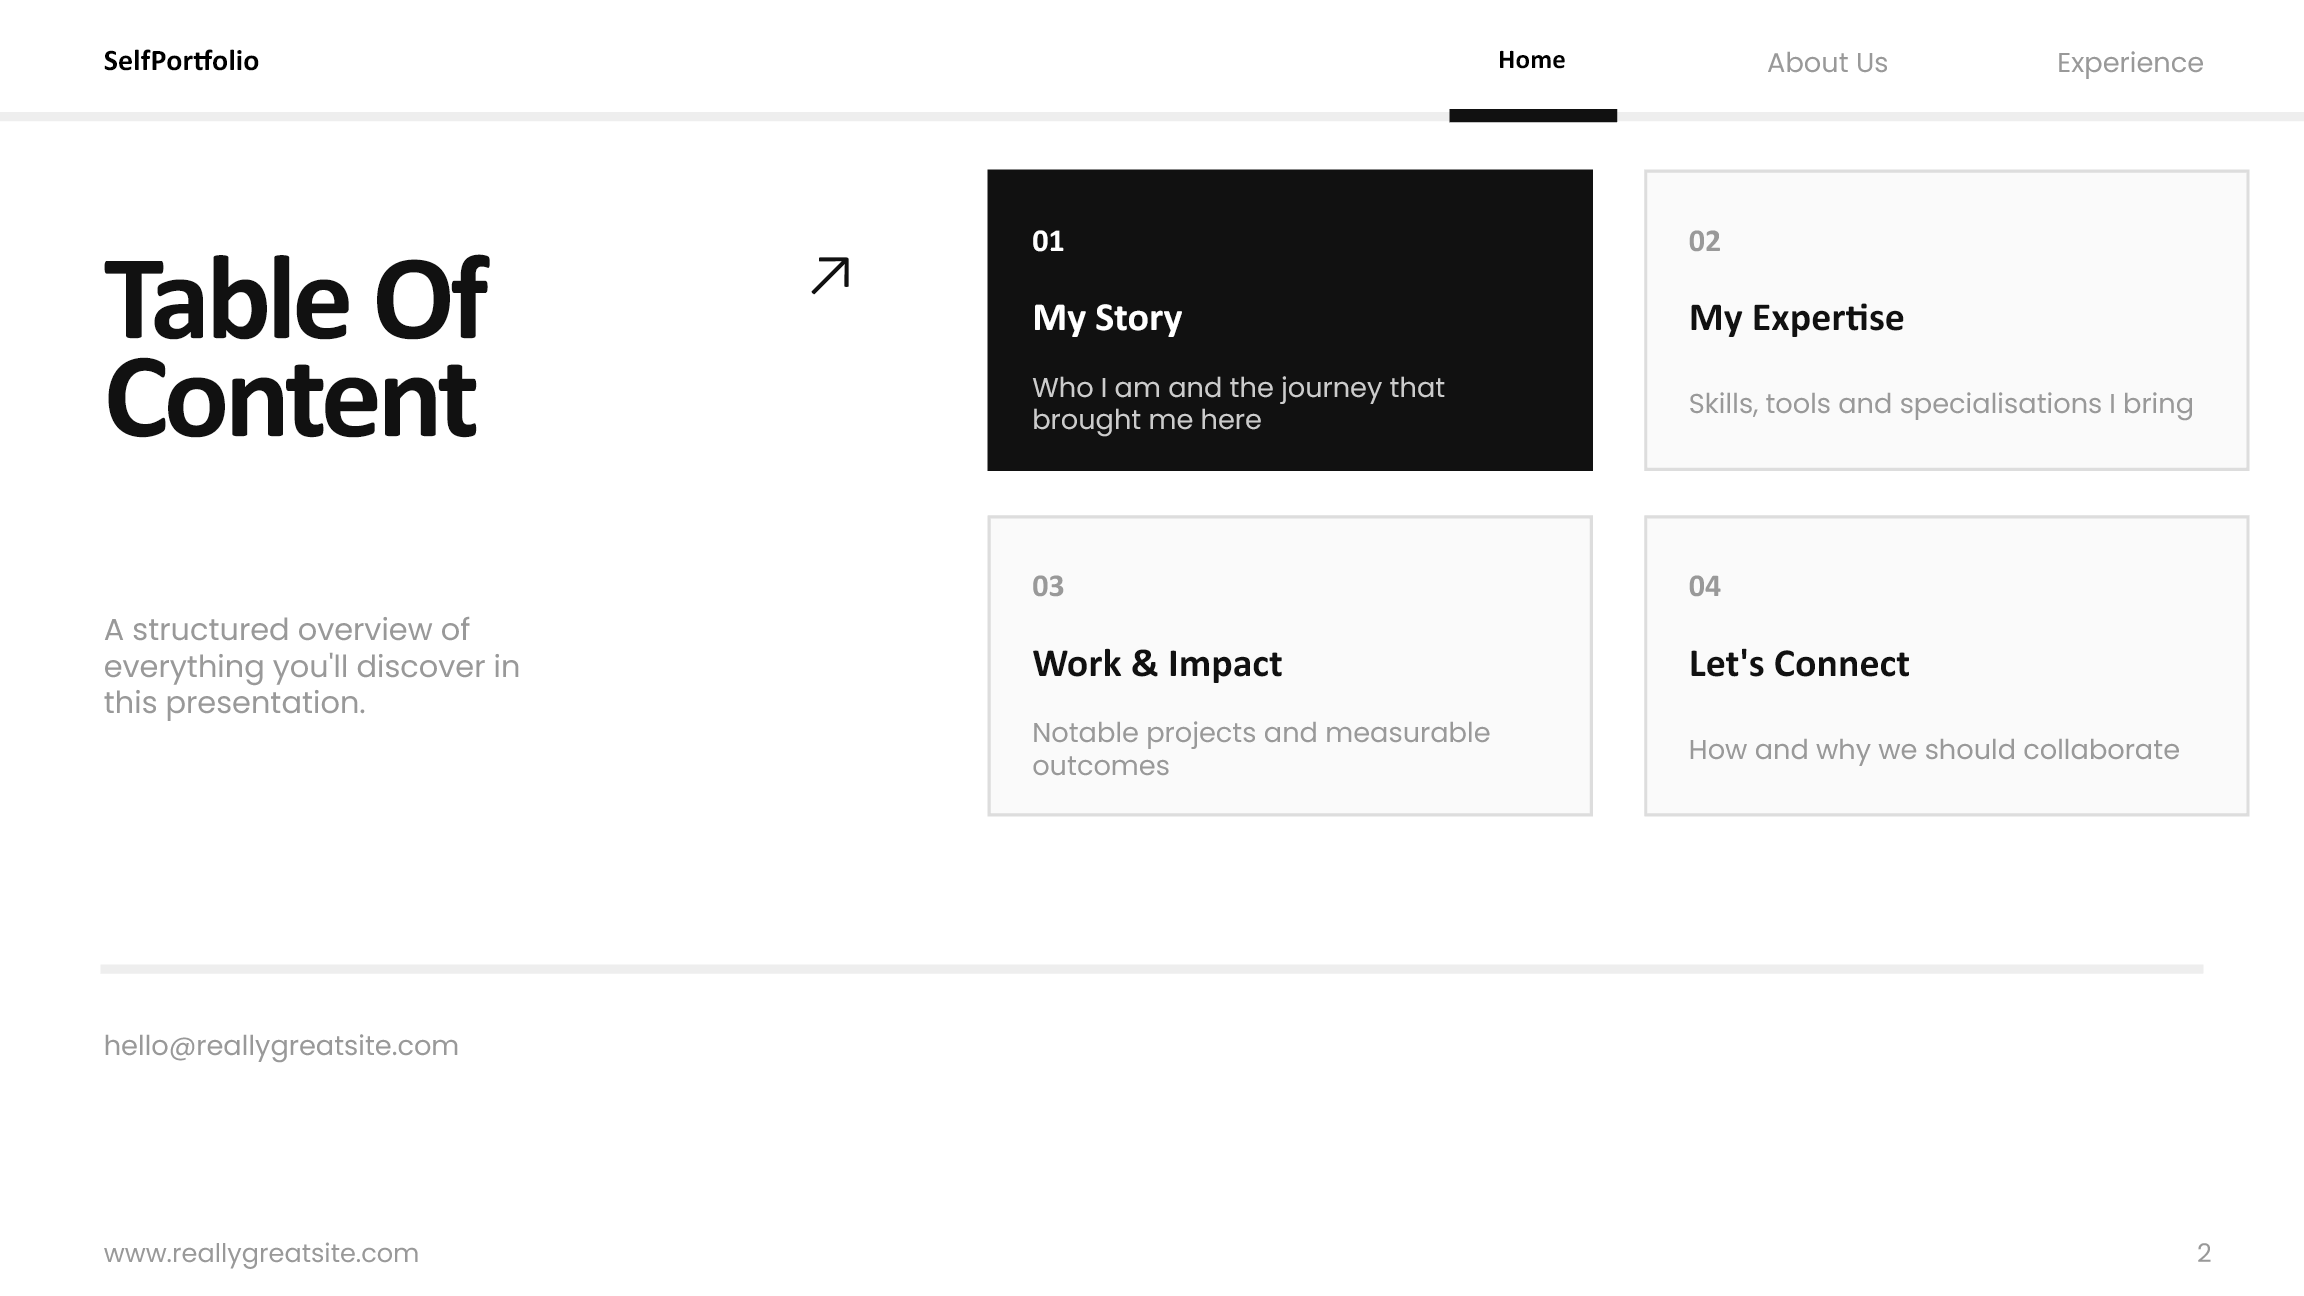 SelfPortfolio
Home
About Us
Experience
Table Of
Content
A structured overview of
everything you'll discover in
this presentation.
01
My Story
Who I am and the journey that
brought me here
02
My Expertise
Skills, tools and specialisations I bring
03
Work & Impact
Notable projects and measurable
outcomes
04
Let's Connect
How and why we should collaborate
hello@reallygreatsite.com
www.reallygreatsite.com
2